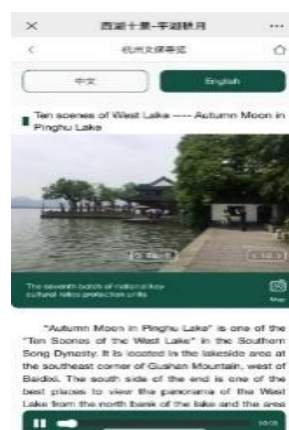 西湖十景-平湖秋月
杭州文保导览
中文
English
Ten scenes of West Lake ---- Autumn Moon in
Pinghu Lake
The seventh batch of national key
cultural relics protection units
Map
"Autumn Moon in Pinghu Lake" is one of the
"Ten Scenes of the West Lake" in the Southern
Song Dynasty. It is located in the lakeside area at
the southeast corner of Gushan Mountain, west of
Baidixi. The south side of the end is one of the
best places to view the panorama of the West
Lake from the north bank of the lake and the area